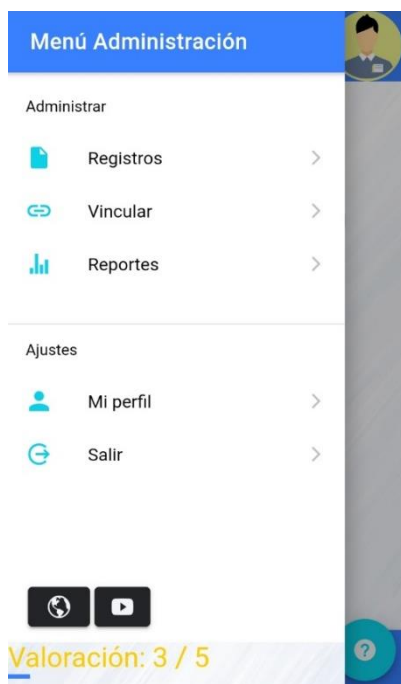 Menú Administración
Administrar
Registros
Vincular
Reportes
Ajustes
Mi perfil
Salir
Valoración: 3 / 5
?